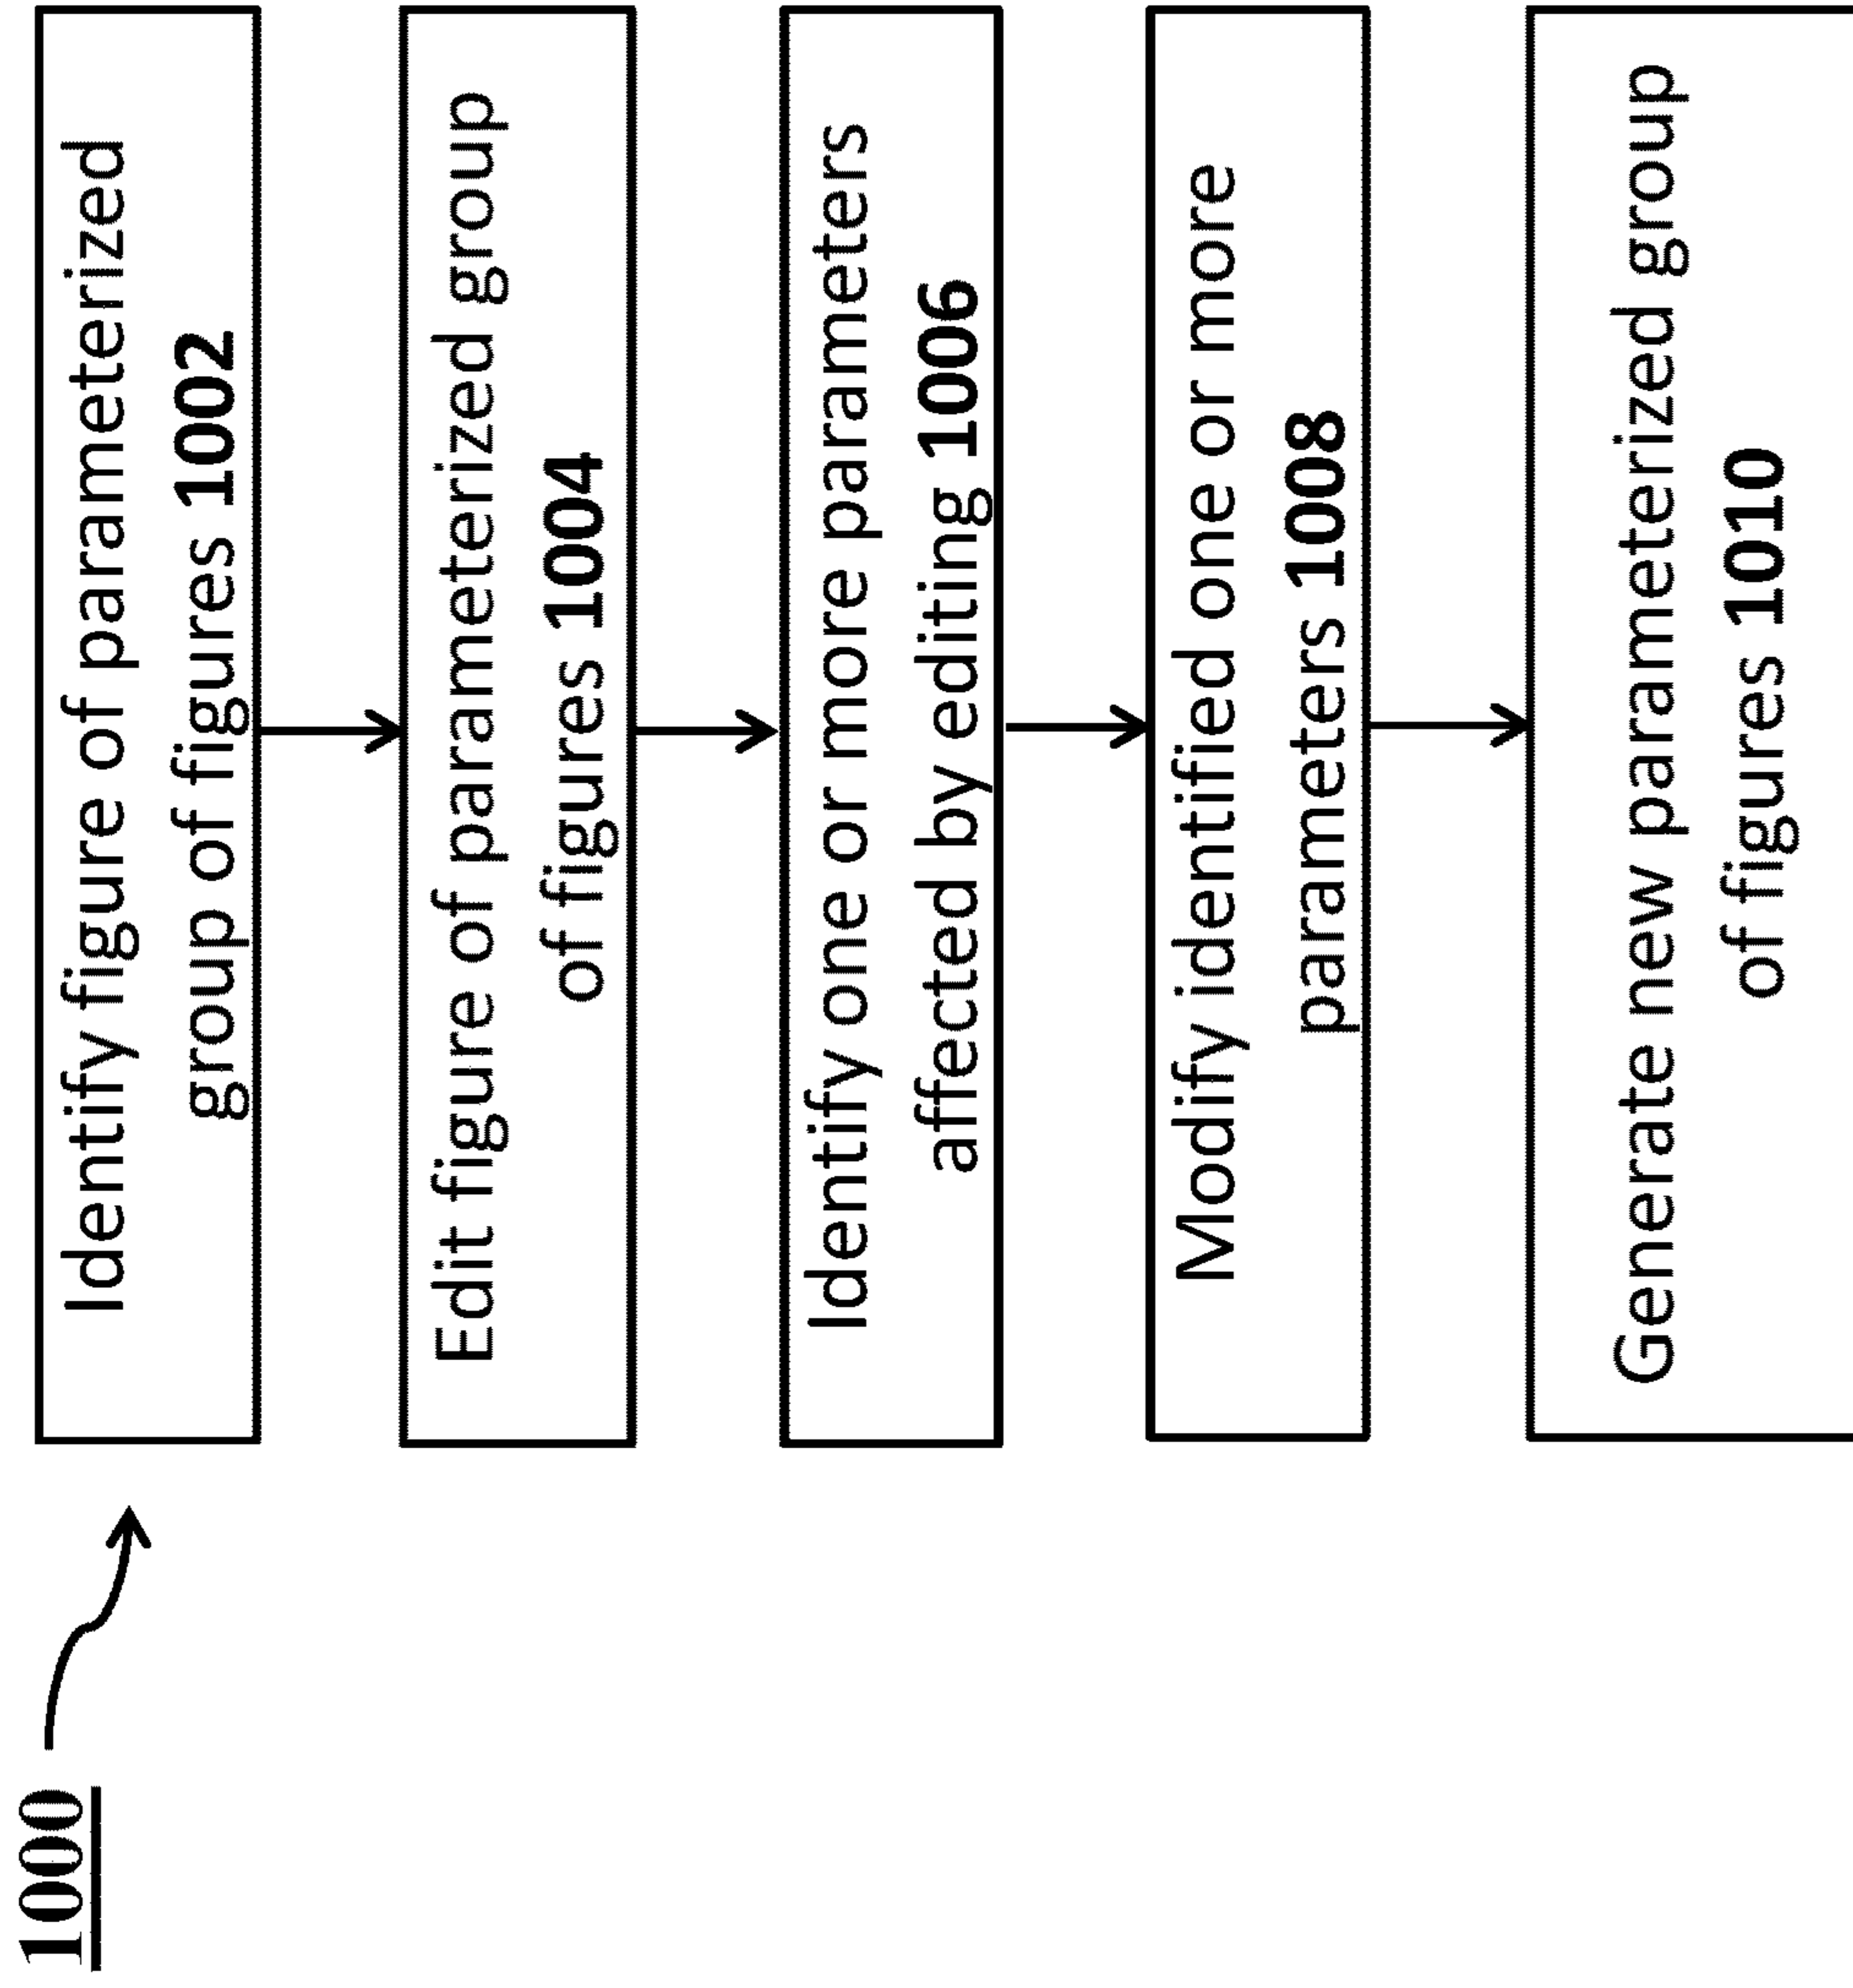 1000
Identify figure of parameterized
group of figures 1002
Edit figure of parameterized group
of figures 1004
Identify one or more parameters
affected by editing 1006
Modify identified one or more
parameters 1008
Generate new parameterized group
of figures 1010